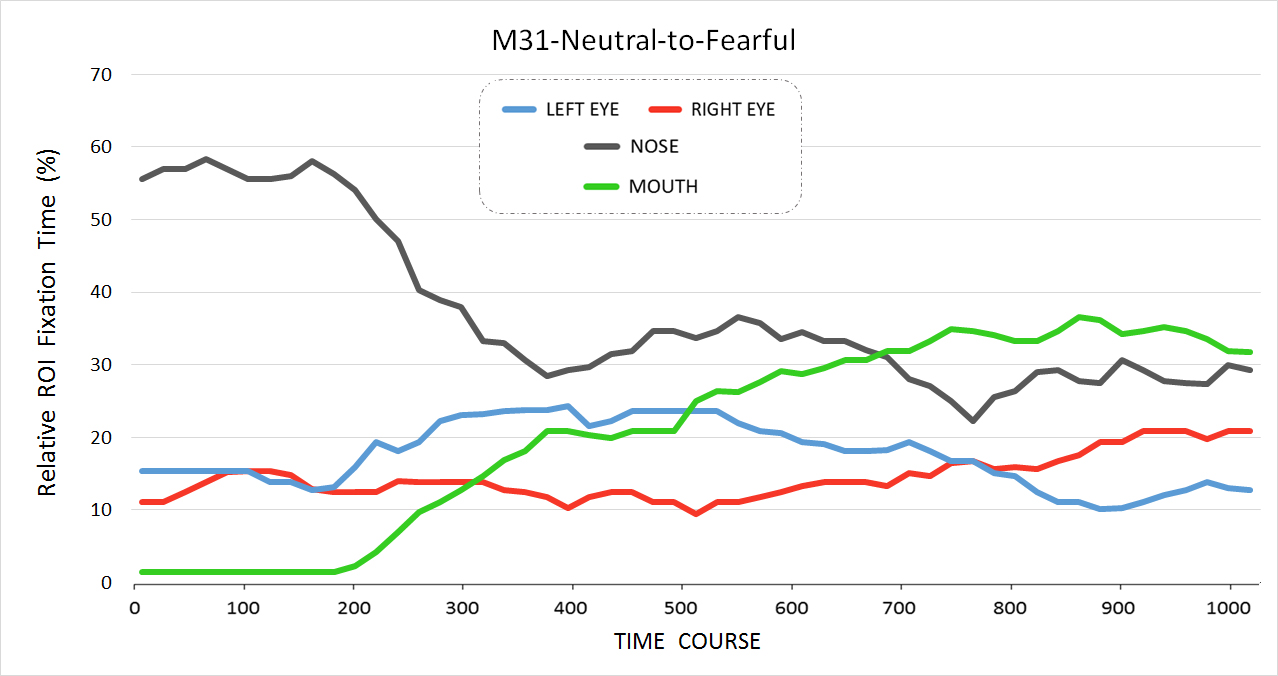 M31-Neutral-to-Fearful
70
60
50
40
30
20
10
0
Relative ROI Fixation Time (%)
LEFT EYE RIGHT EYE
NOSE
MOUTH
0 100 200 300 400 500 600 700 800 900 1000
TIME COURSE